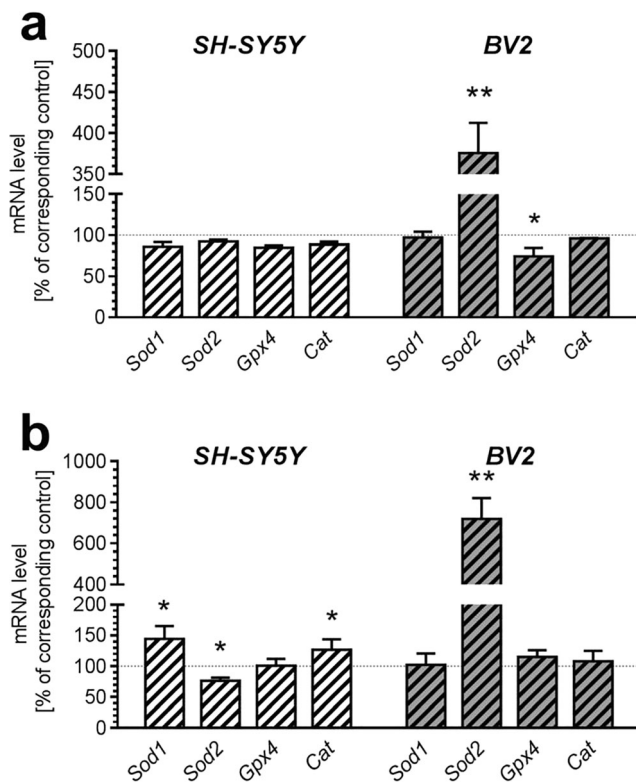 a
SH-SY5Y BV2
mRNA level
[% of corresponding control]
500
450
400
350
150
100
50
0
**
*
Sod1 Sod2 Gpx4 Cat Sod1 Sod2 Gpx4 Cat
b
SH-SY5Y BV2
mRNA level
[% of corresponding control]
1000
800
600
400
200
150
100
50
0
**
* * *
Sod1 Sod2 Gpx4 Cat Sod1 Sod2 Gpx4 Cat